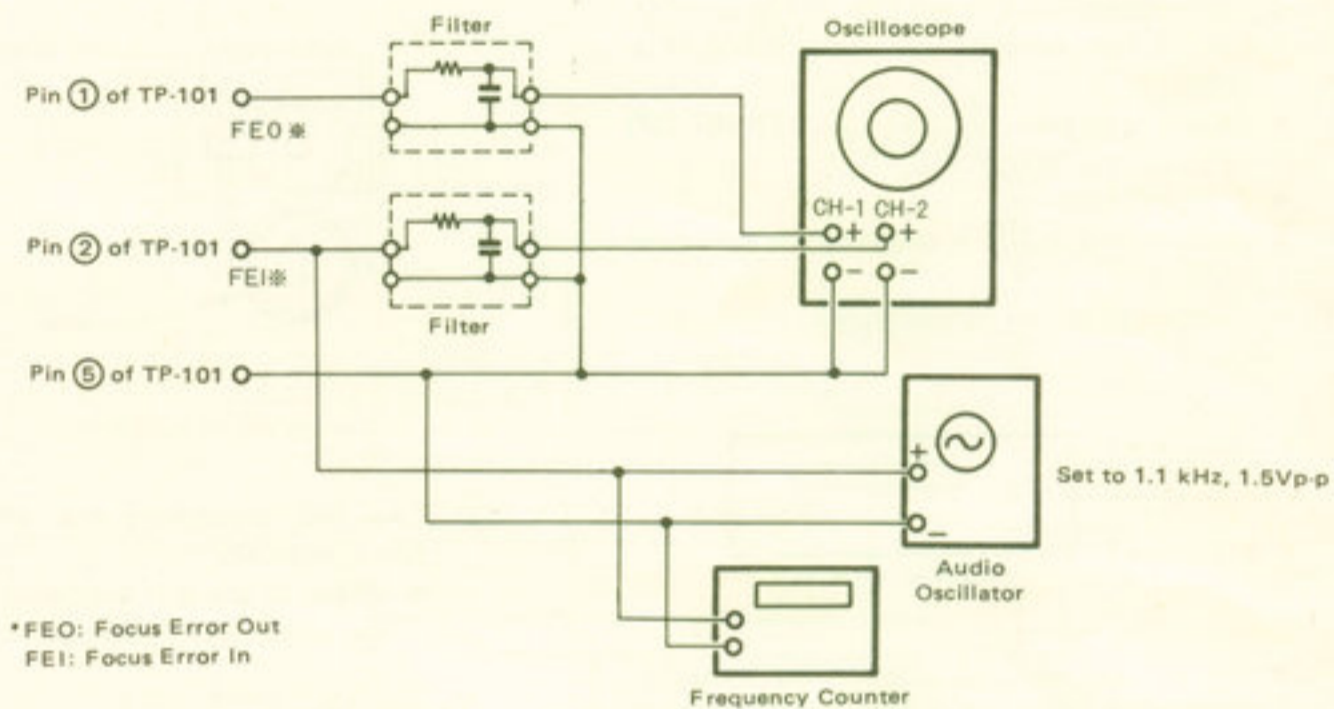 Filter
Oscilloscope
Pin ① of TP-101
FEO※
CH-1 CH-2
+ +
Pin ② of TP-101
FEI※
− −
Filter
Pin ⑤ of TP-101
+
Set to 1.1 kHz, 1.5Vp-p
−
Audio
Oscillator
*FEO: Focus Error Out
FEI: Focus Error In
Frequency Counter